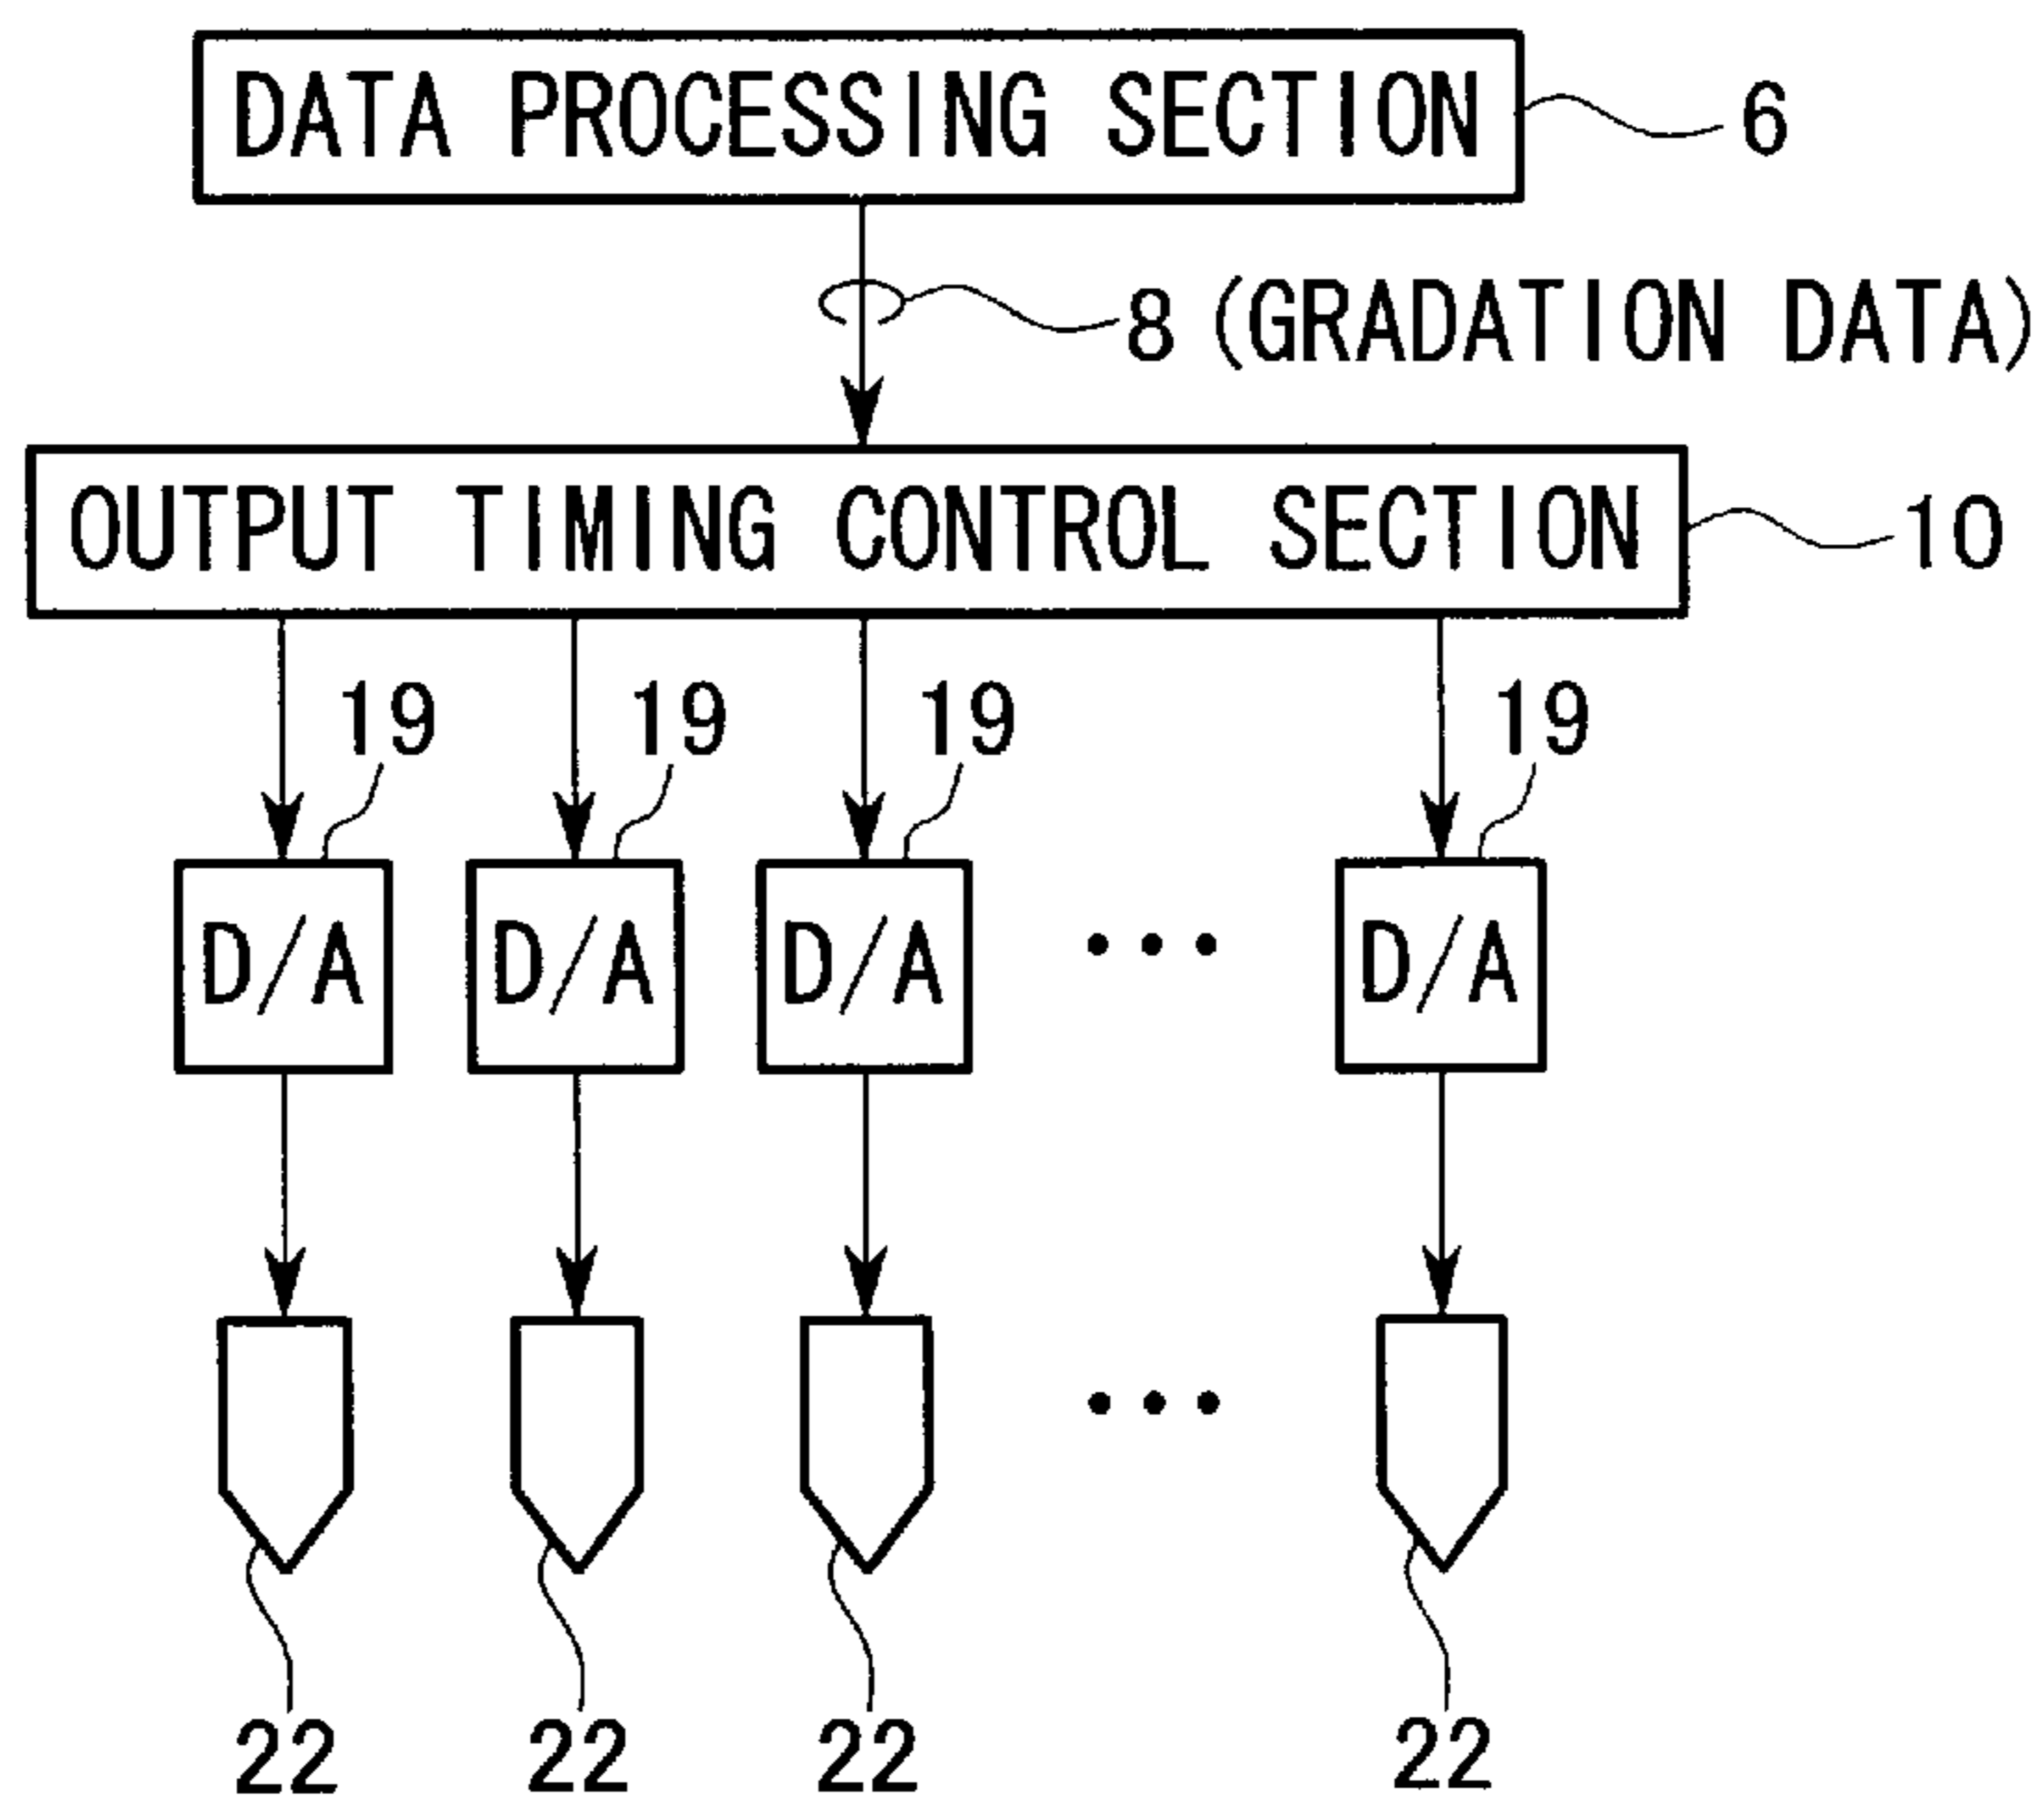 DATA PROCESSING SECTION
6
8 (GRADATION DATA)
OUTPUT TIMING CONTROL SECTION
10
19 19 19 19
D/A D/A D/A ••• D/A
•••
22 22 22 22